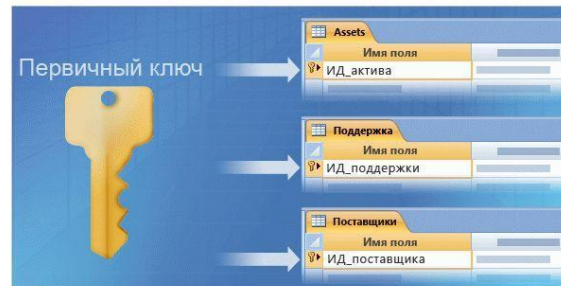 Первичный ключ
Assets
Имя поля
ИД_актива
Поддержка
Имя поля
ИД_поддержки
Поставщики
Имя поля
ИД_поставщика